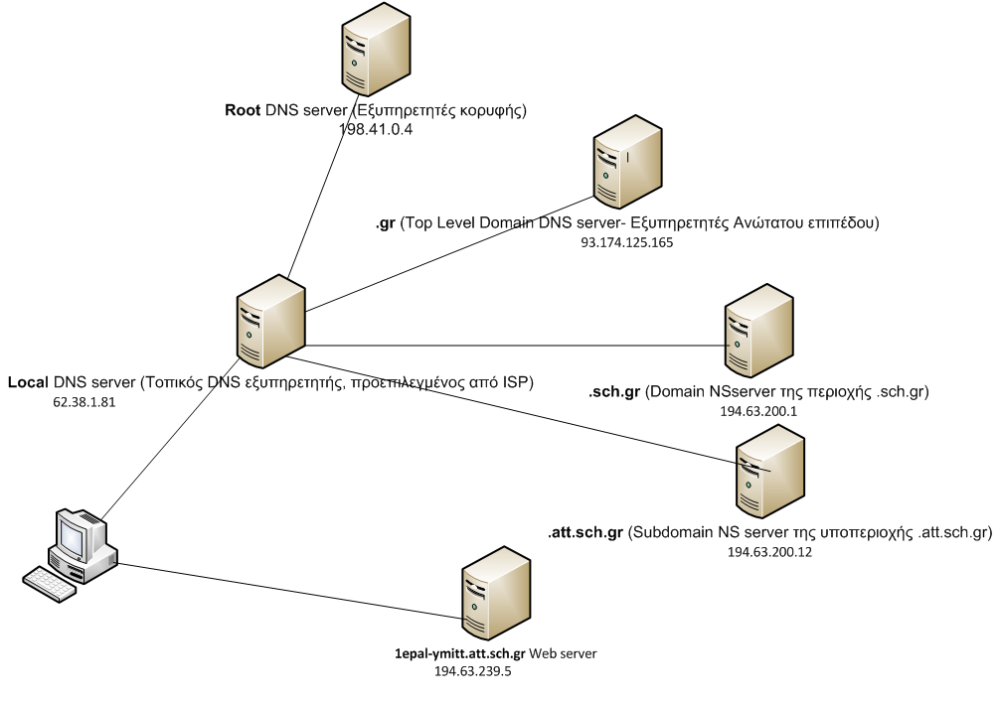 Root DNS server (Εξυπηρετητές κορυφής)
198.41.0.4
.gr (Top Level Domain DNS server- Εξυπηρετητές Ανώτατου επιπέδου)
93.174.125.165
Local DNS server (Τοπικός DNS εξυπηρετητής, προεπιλεγμένος από ISP)
62.38.1.81
.sch.gr (Domain NSserver της περιοχής .sch.gr)
194.63.200.1
.att.sch.gr (Subdomain NS server της υποπεριοχής .att.sch.gr)
194.63.200.12
1epal-ymitt.att.sch.gr Web server
194.63.239.5